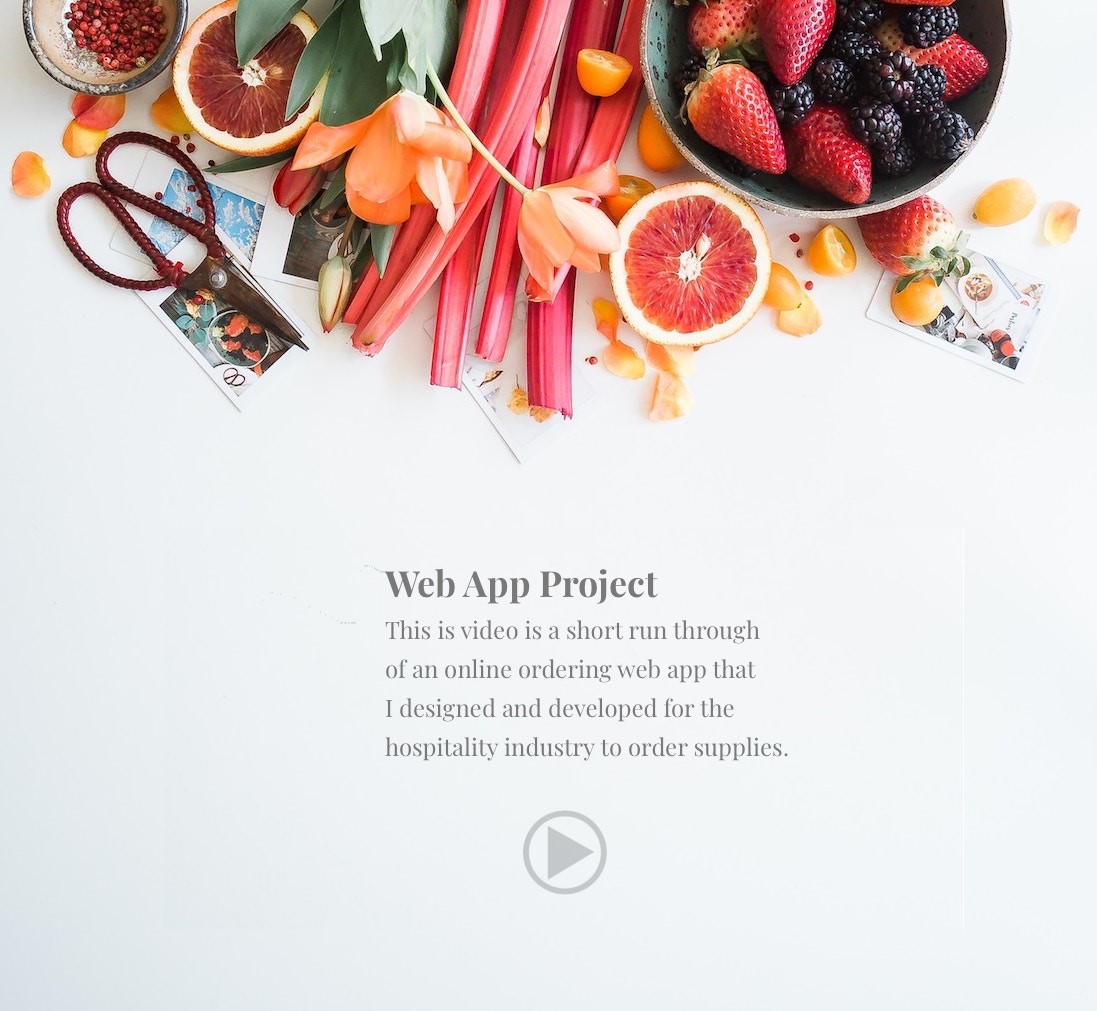 Web App Project
This is video is a short run through
of an online ordering web app that
I designed and developed for the
hospitality industry to order supplies.